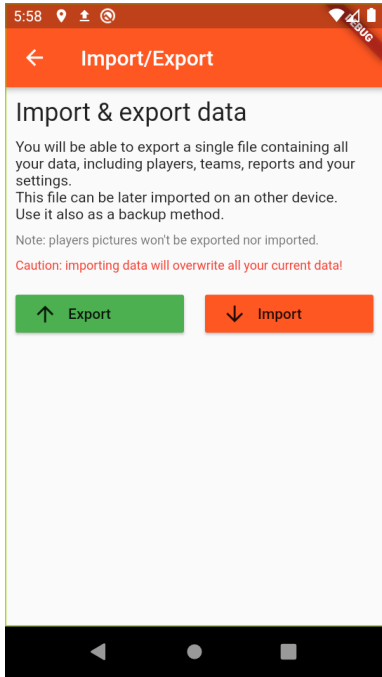 5:58
DEBUG
Import/Export
Import & export data
You will be able to export a single file containing all
your data, including players, teams, reports and your
settings.
This file can be later imported on an other device.
Use it also as a backup method.
Note: players pictures won't be exported nor imported.
Caution: importing data will overwrite all your current data!
Export
Import